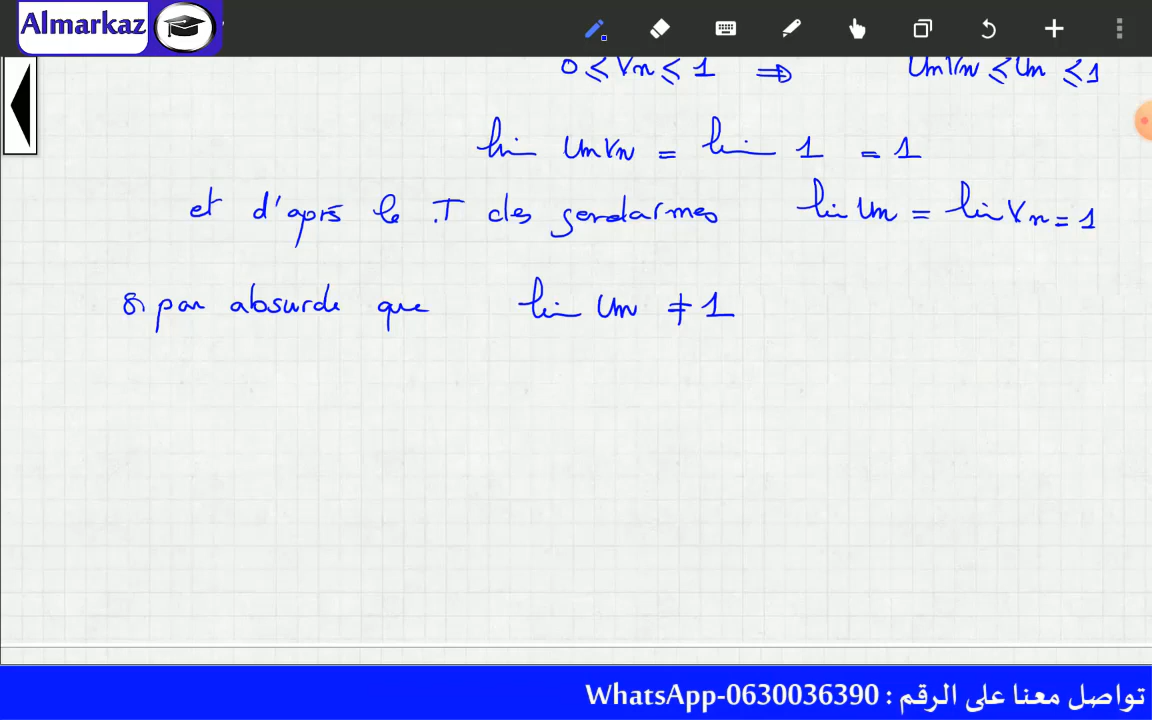 Almarkaz
0 ≤ Vn ≤ 1 ⇒ UnVn ≤ Un ≤ 1
lim UnVn = lim 1 = 1
et d'après le .T des gendarmes lim Un = lim Vn = 1
par absurde que lim Un ≠ 1
تواصل معنا على الرقم : WhatsApp-0630036390